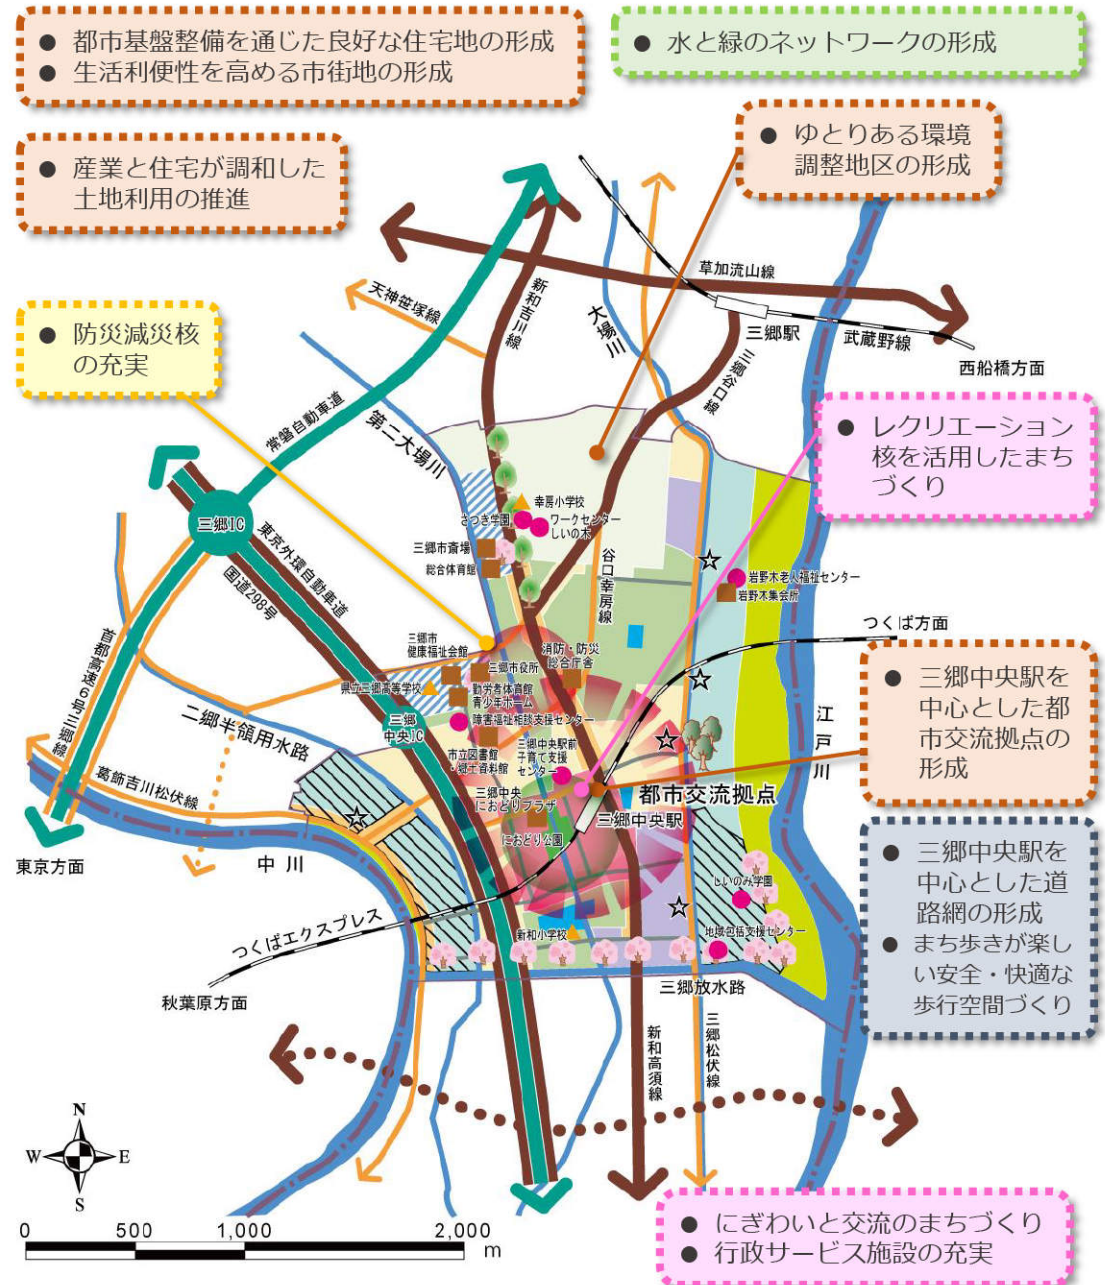 ● 都市基盤整備を通じた良好な住宅地の形成
● 生活利便性を高める市街地の形成
● 水と緑のネットワークの形成
● 産業と住宅が調和した
土地利用の推進
● ゆとりある環境
調整地区の形成
● 防災減災核
の充実
● レクリエーション
核を活用したまち
づくり
草加流山線
天神笹塚線
新和吉川線
大場川
三郷駅
武蔵野線
西船橋方面
三郷谷口線
常磐自動車道
第二大場川
三郷IC
東京外環自動車道
国道298号
幸房小学校
さつき学園
ワークセンター
しいの木
三郷市斎場
総合体育館
谷口幸房線
岩野木老人福祉センター
岩野木集会所
つくば方面
首都高速6号三郷線
三郷市
健康福祉会館
三郷市役所
消防・防災
総合庁舎
県立三郷高等学校
勤労者体育館
青少年ホーム
三郷
中央IC
障害福祉相談支援センター
二郷半領用水路
市立図書館
・郷土資料館
三郷中央駅前
子育て支援
センター
江戸川
● 三郷中央駅を
中心とした都
市交流拠点の
形成
葛飾吉川松伏線
都市交流拠点
三郷中央
におどりプラザ
三郷中央駅
におどり公園
東京方面
中川
● 三郷中央駅を
中心とした道
路網の形成
● まち歩きが楽し
い安全・快適な
歩行空間づくり
しいのみ学園
つくばエクスプレス
新和小学校
地域包括支援センター
秋葉原方面
三郷放水路
新和高須線
三郷松伏線
N
W
E
S
0 500 1,000 2,000
m
● にぎわいと交流のまちづくり
● 行政サービス施設の充実